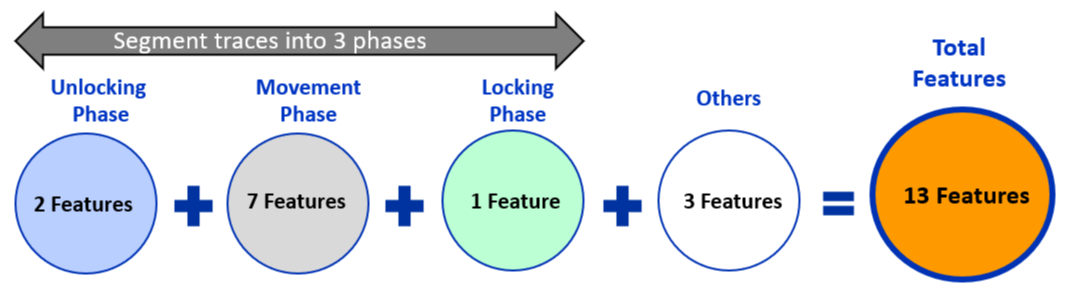 Segment traces into 3 phases
Unlocking
Phase
Movement
Phase
Locking
Phase
Others
Total
Features
2 Features
+
7 Features
+
1 Feature
+
3 Features
=
13 Features